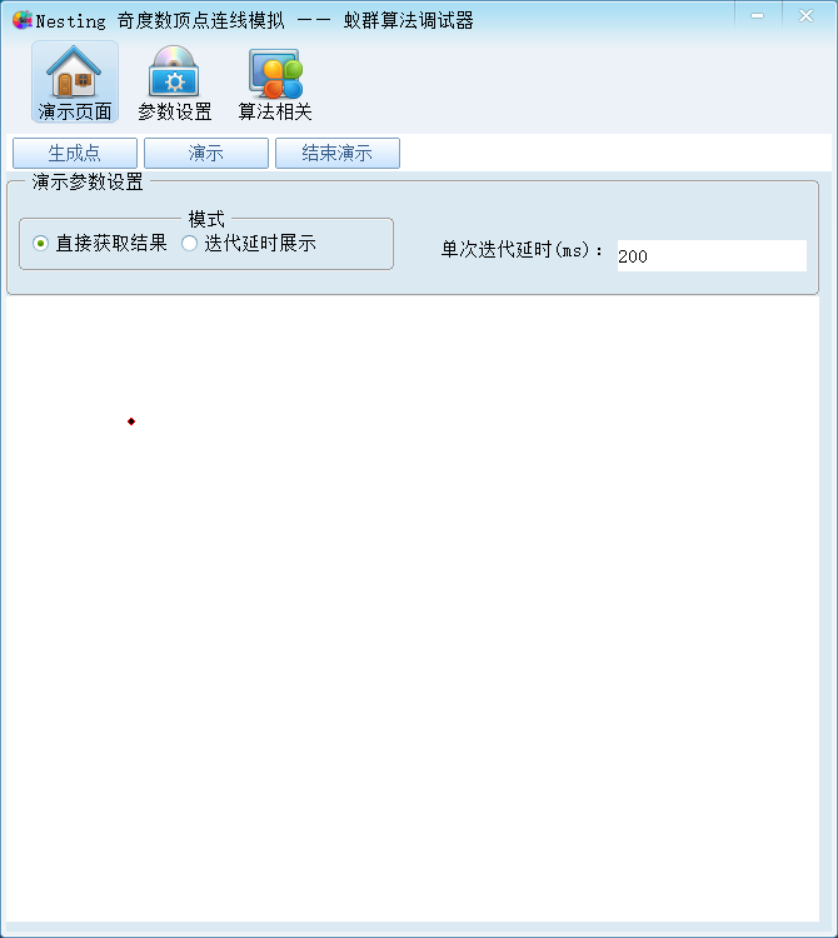 Nesting 奇度数顶点连线模拟 —— 蚁群算法调试器
演示页面 参数设置 算法相关
生成点 演示 结束演示
演示参数设置
模式
直接获取结果 迭代延时展示 单次迭代延时(ms)： 200